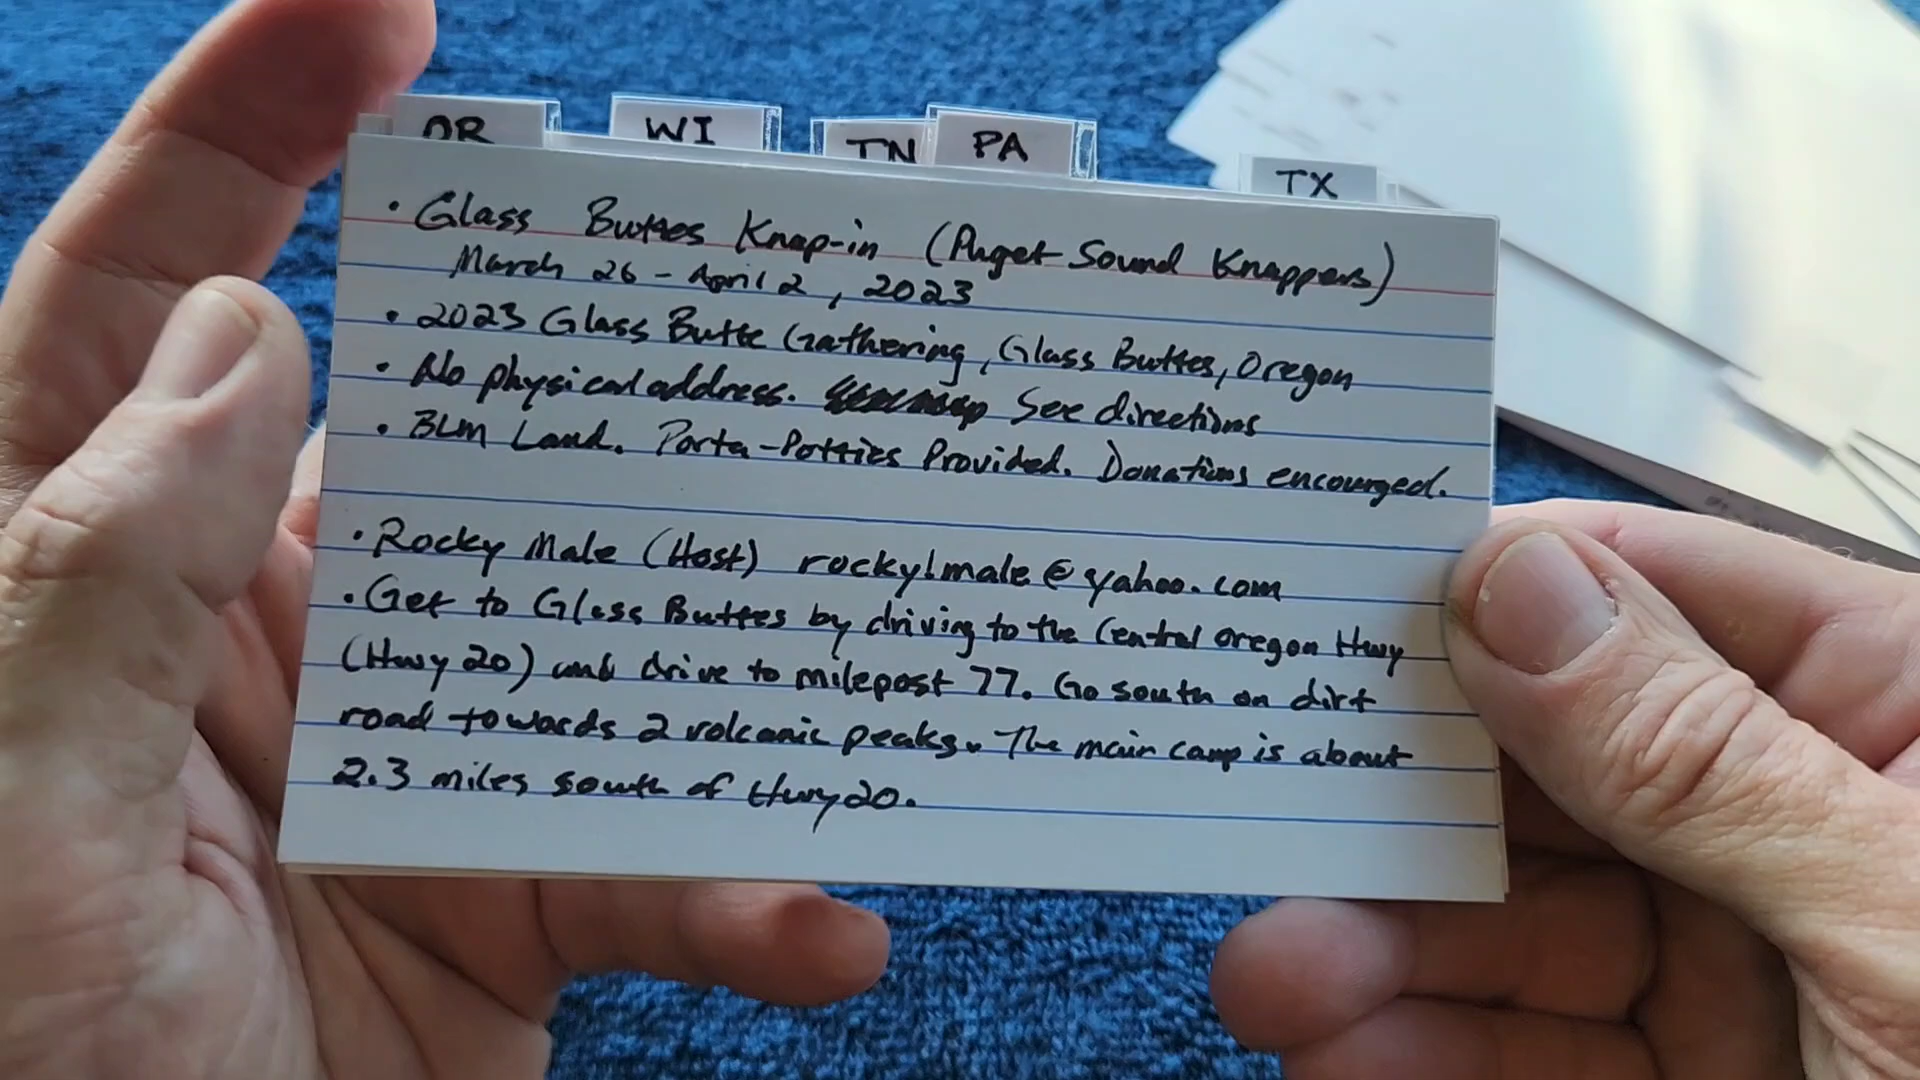 OR
WI
TN
PA
TX
• Glass Buttes Knap-in (Puget Sound Knappers)
March 26 - April 2, 2023
• 2023 Glass Butte Gathering, Glass Buttes, Oregon
• No physical address. See directions
• BLM Land. Porta-Potties Provided. Donations encouraged.
• Rocky Male (Host) rocky!male@yahoo.com
• Get to Glass Buttes by driving to the Central Oregon Hwy
(Hwy 20) and drive to milepost 77. Go south on dirt
road towards 2 volcanic peaks. The main camp is about
2.3 miles south of Hwy 20.